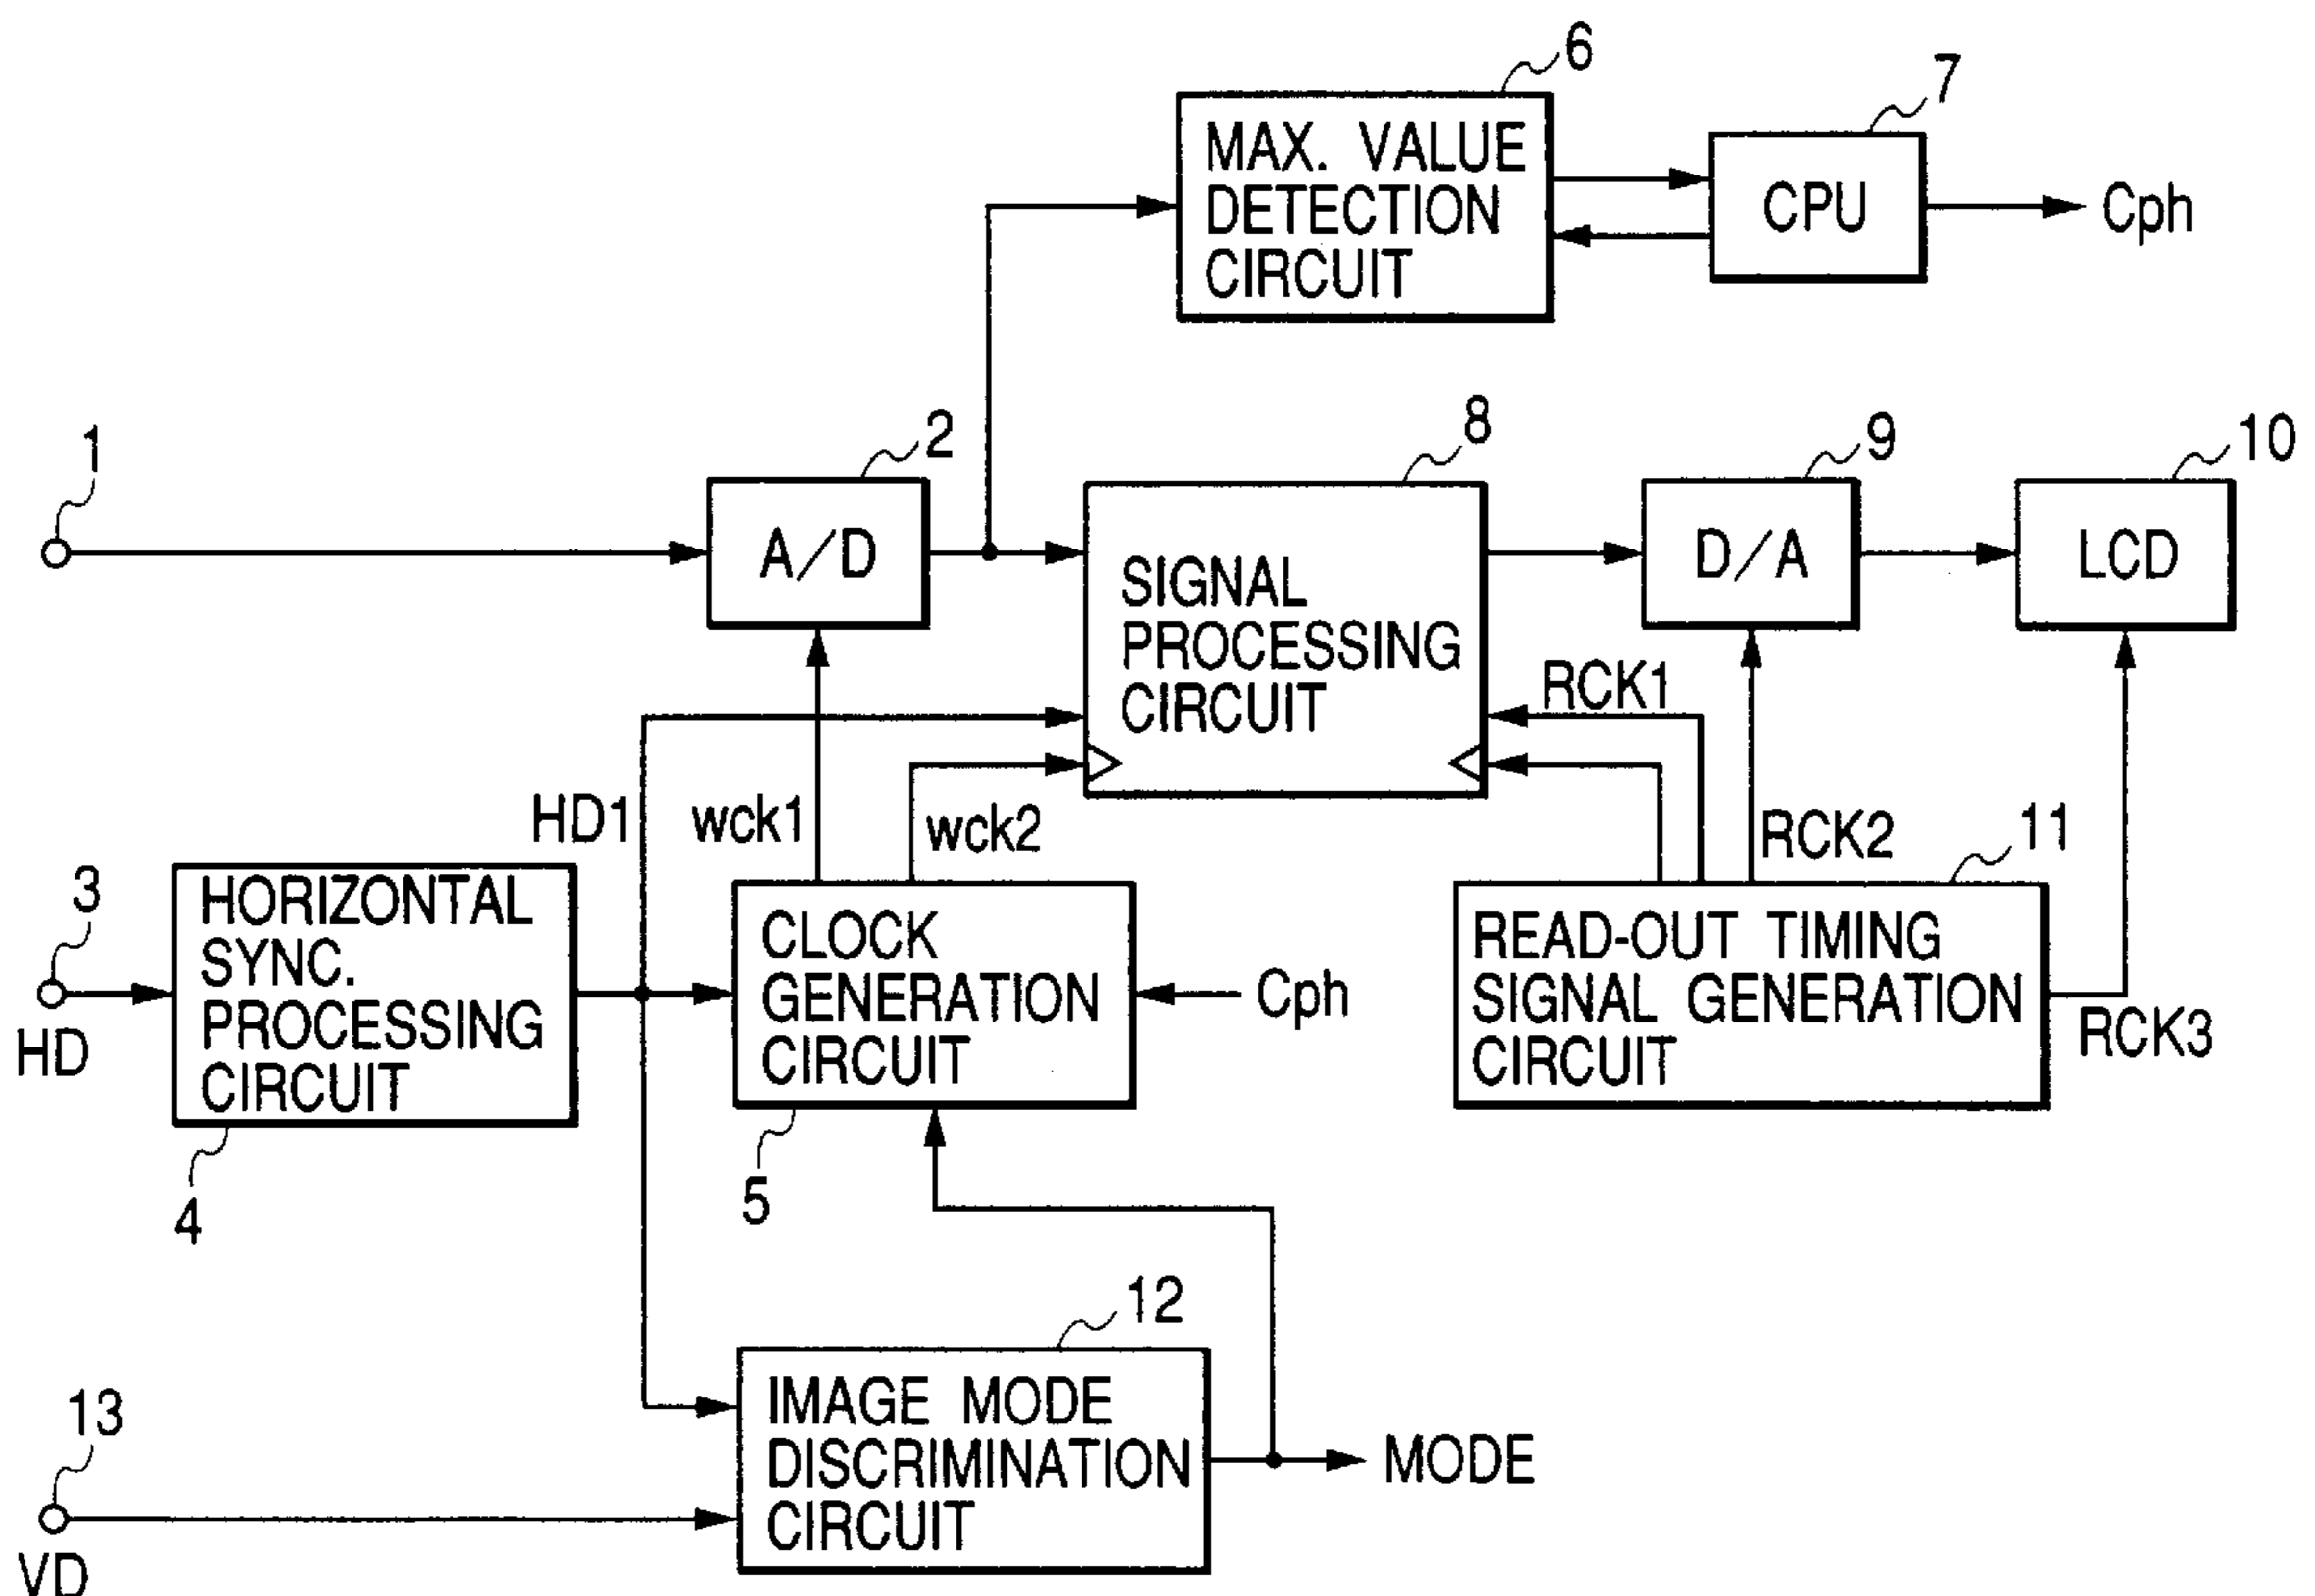 6
7
MAX. VALUE
DETECTION
CIRCUIT
CPU
Cph
1
2
8
9
10
A/D
SIGNAL
PROCESSING
CIRCUIT
D/A
LCD
RCK1
HD1
wck1
wck2
RCK2
11
3
HD
HORIZONTAL
SYNC.
PROCESSING
CIRCUIT
4
CLOCK
GENERATION
CIRCUIT
5
Cph
READ-OUT TIMING
SIGNAL GENERATION
CIRCUIT
RCK3
12
13
VD
IMAGE MODE
DISCRIMINATION
CIRCUIT
MODE